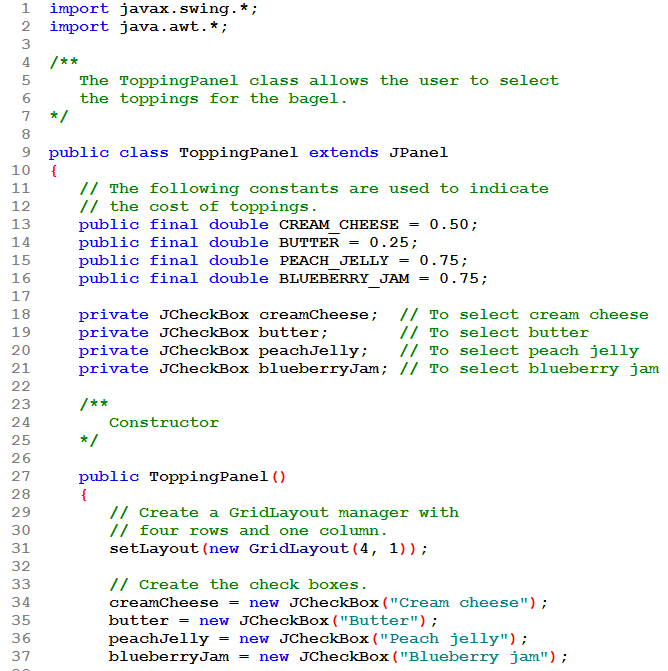 1 import javax.swing.*;
2 import java.awt.*;
3
4 /**
5 The ToppingPanel class allows the user to select
6 the toppings for the bagel.
7 */
8
9 public class ToppingPanel extends JPanel
10 {
11 // The following constants are used to indicate
12 // the cost of toppings.
13 public final double CREAM_CHEESE = 0.50;
14 public final double BUTTER = 0.25;
15 public final double PEACH_JELLY = 0.75;
16 public final double BLUEBERRY_JAM = 0.75;
17
18 private JCheckBox creamCheese; // To select cream cheese
19 private JCheckBox butter; // To select butter
20 private JCheckBox peachJelly; // To select peach jelly
21 private JCheckBox blueberryJam; // To select blueberry jam
22
23 /**
24 Constructor
25 */
26
27 public ToppingPanel()
28 {
29 // Create a GridLayout manager with
30 // four rows and one column.
31 setLayout(new GridLayout(4, 1));
32
33 // Create the check boxes.
34 creamCheese = new JCheckBox("Cream cheese");
35 butter = new JCheckBox("Butter");
36 peachJelly = new JCheckBox("Peach jelly");
37 blueberryJam = new JCheckBox("Blueberry jam");